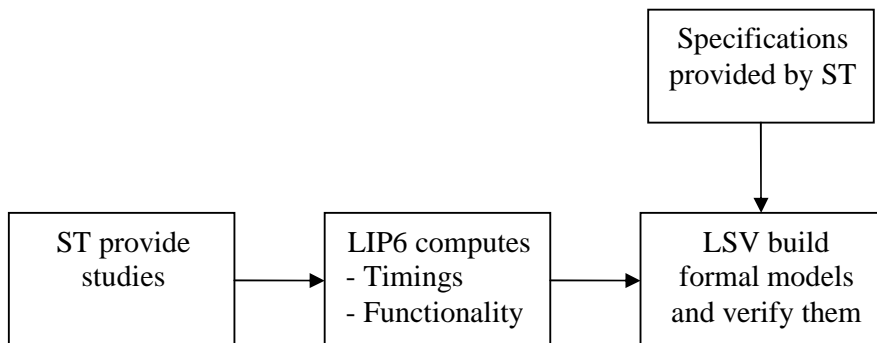 Specifications
provided by ST
ST provide
studies
LIP6 computes
- Timings
- Functionality
LSV build
formal models
and verify them